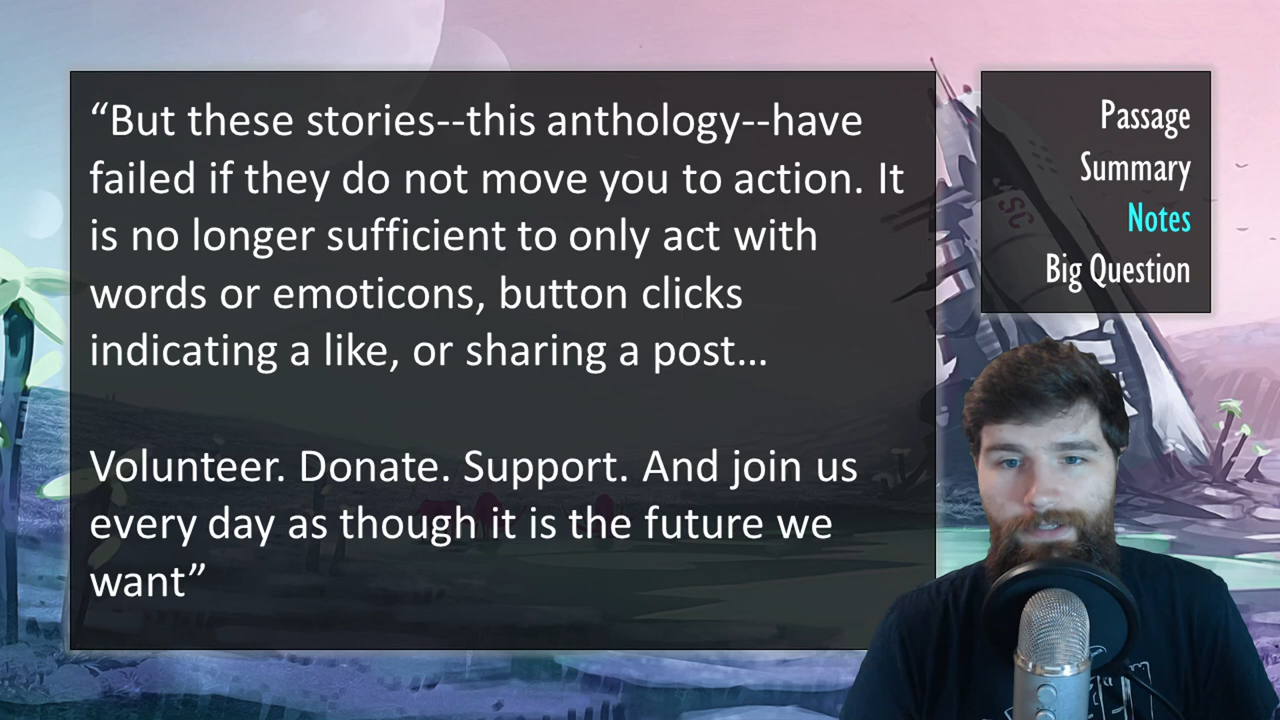 “But these stories--this anthology--have
failed if they do not move you to action. It
is no longer sufficient to only act with
words or emoticons, button clicks
indicating a like, or sharing a post...
Volunteer. Donate. Support. And join us
every day as though it is the future we
want”
Passage
Summary
Notes
Big Question
SC